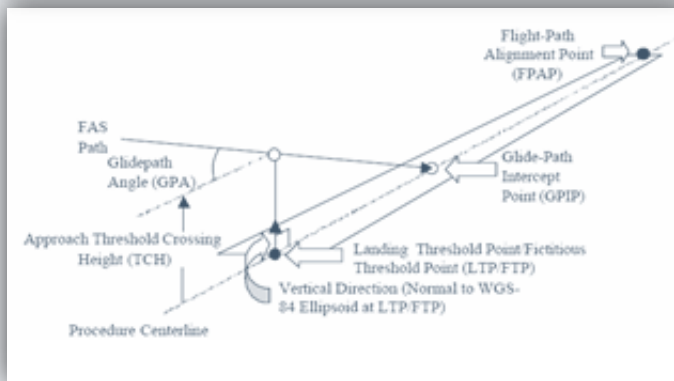 Flight-Path
Alignment Point
(FPAP)
FAS
Path
Glidepath
Angle (GPA)
Glide-Path
Intercept
Point (GPIP)
Approach Threshold Crossing
Height (TCH)
Landing Threshold Point/Fictitious
Threshold Point (LTP/FTP)
Vertical Direction (Normal to WGS-
84 Ellipsoid at LTP/FTP)
Procedure Centerline